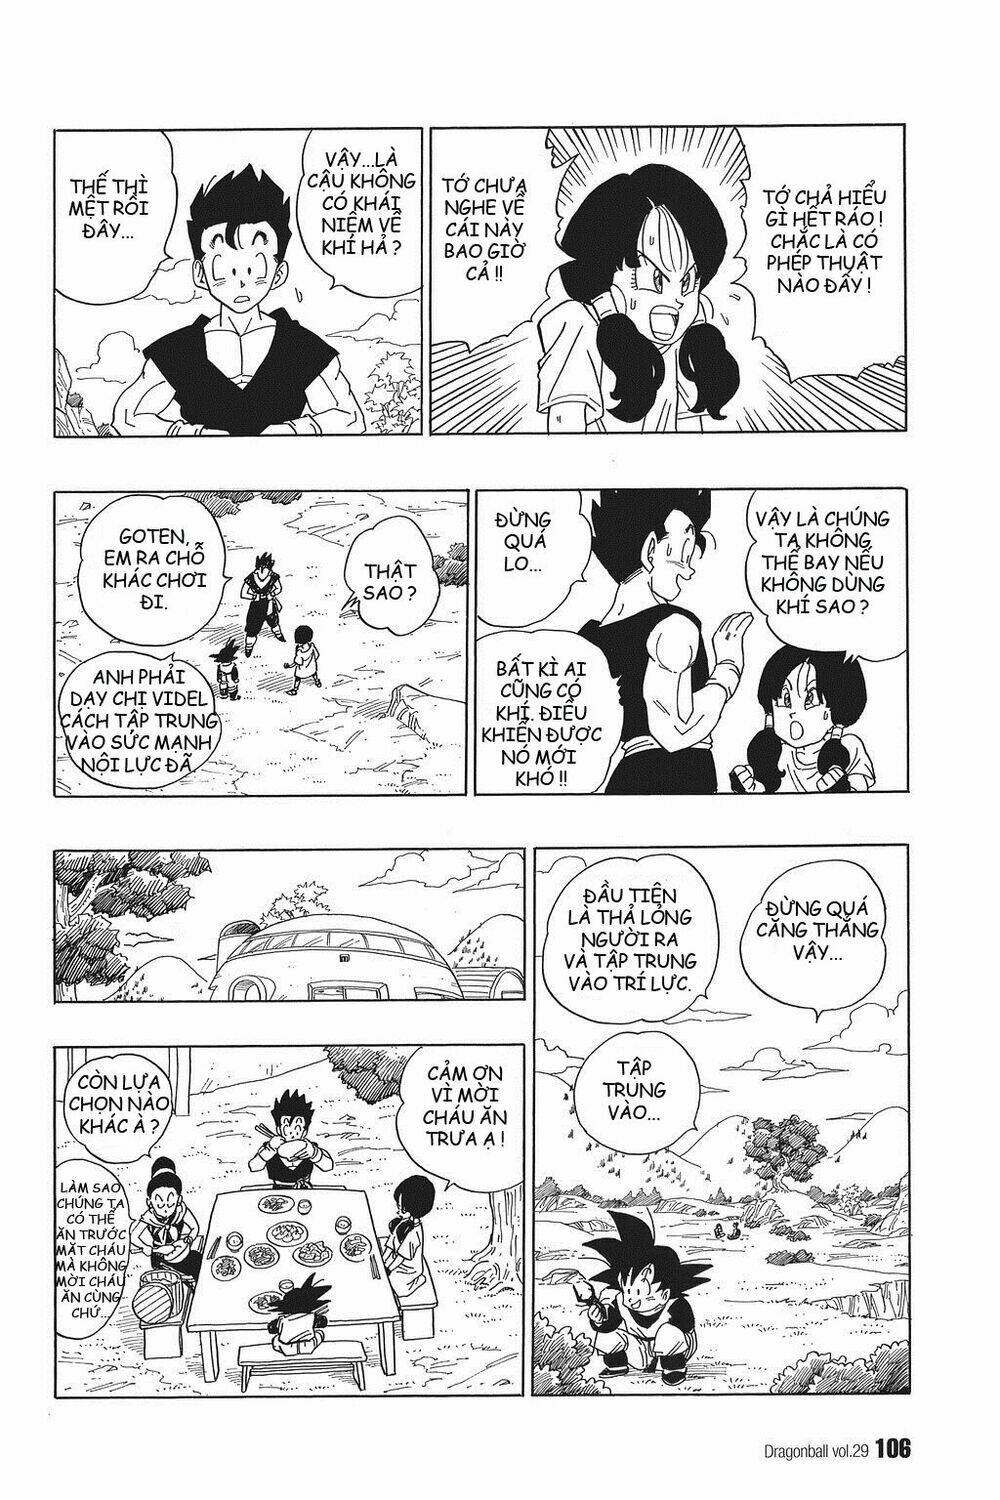 TỚ CHẢ HIỂU
GÌ HẾT RÁO !
CHẮC LÀ CÓ
PHÉP THUẬT
NÀO ĐẤY !
TỚ CHƯA
NGHE VỀ
CÁI NÀY
BAO GIỜ
CẢ !!
VẬY...LÀ
CẬU KHÔNG
CÓ KHÁI
NIỆM VỀ
KHÍ HẢ ?
THẾ THÌ
MỆT RỒI
ĐÂY...
VẬY LÀ CHÚNG
TA KHÔNG
THỂ BAY NẾU
KHÔNG DÙNG
KHÍ SAO ?
ĐỪNG
QUÁ
LO...
BẤT KÌ AI
CŨNG CÓ
KHÍ. ĐIỀU
KHIỂN ĐƯỢC
NÓ MỚI
KHÓ !!
THẬT
SAO ?
GOTEN,
EM RA CHỖ
KHÁC CHƠI
ĐI.
ANH PHẢI
DẠY CHỊ VIDEL
CÁCH TẬP TRUNG
VÀO SỨC MẠNH
NỘI LỰC ĐÃ.
ĐỪNG QUÁ
CĂNG THẲNG
VẬY...
ĐẦU TIÊN
LÀ THẢ LỎNG
NGƯỜI RA
VÀ TẬP TRUNG
VÀO TRÍ LỰC.
TẬP
TRUNG
VÀO...
CẢM ƠN
VÌ MỜI
CHÁU ĂN
TRƯA Ạ !
CÒN LỰA
CHỌN NÀO
KHÁC À ?
LÀM SAO
CHÚNG TA
CÓ THỂ
ĂN TRƯỚC
MẶT CHÁU
MÀ KHÔNG
MỜI CHÁU
ĂN CÙNG
CHỨ...
Dragonball vol.29 106